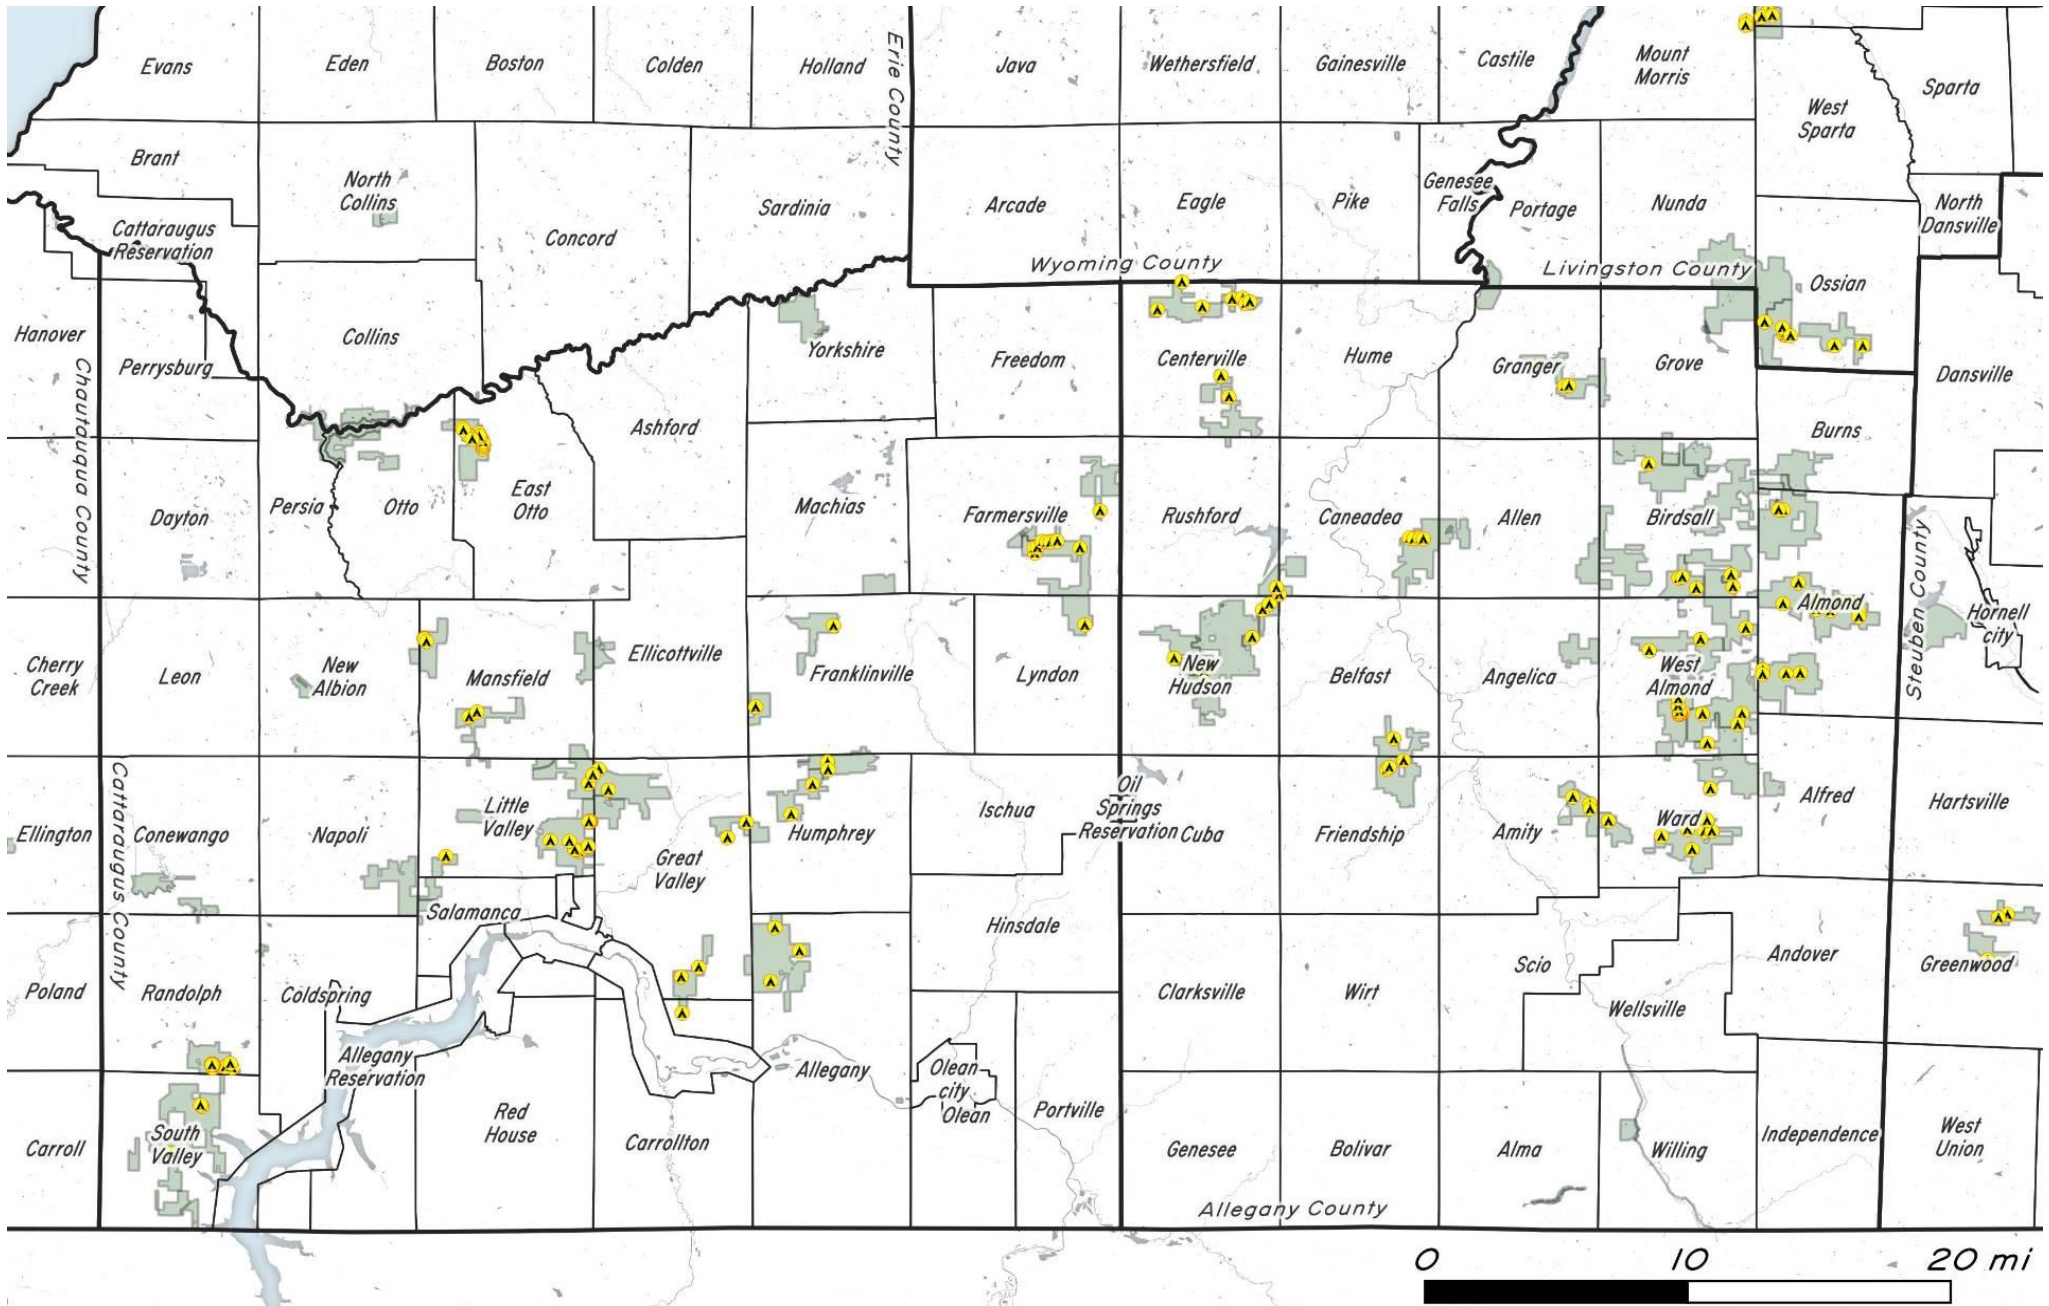 Evans
Eden
Boston
Colden
Holland
Erie County
Java
Wethersfield
Gainesville
Castile
Mount
Morris
West
Sparta
Sparta
Brant
North
Collins
Cattaraugus
Reservation
Concord
Sardinia
Arcade
Eagle
Pike
Genesee
Falls
Portage
Nunda
North
Dansville
Wyoming County
Livingston County
Ossian
Hanover
Chautauqua County
Perrysburg
Collins
Yorkshire
Freedom
Centerville
Hume
Granger
Grove
Dansville
Ashford
Burns
Dayton
Persia
Otto
East
Otto
Machias
Farmersville
Rushford
Caneadea
Allen
Birdsall
Steuben County
Almond
Hornell
city
Cherry
Creek
Leon
New
Albion
Mansfield
Ellicottville
Franklinville
Lyndon
New
Hudson
Belfast
Angelica
West
Almond
Ellington
Cattaraugus County
Conewango
Napoli
Little
Valley
Great
Valley
Humphrey
Ischua
Oil
Springs
Reservation
Cuba
Friendship
Amity
Ward
Alfred
Hartsville
Salamanca
Hinsdale
Poland
Randolph
Coldspring
Clarksville
Wirt
Scio
Wellsville
Andover
Greenwood
Allegany
Reservation
Allegany
Olean
city
Olean
Portville
Carroll
South
Valley
Red
House
Carrollton
Genesee
Bolivar
Alma
Willing
Independence
West
Union
Allegany County
0 10 20 mi